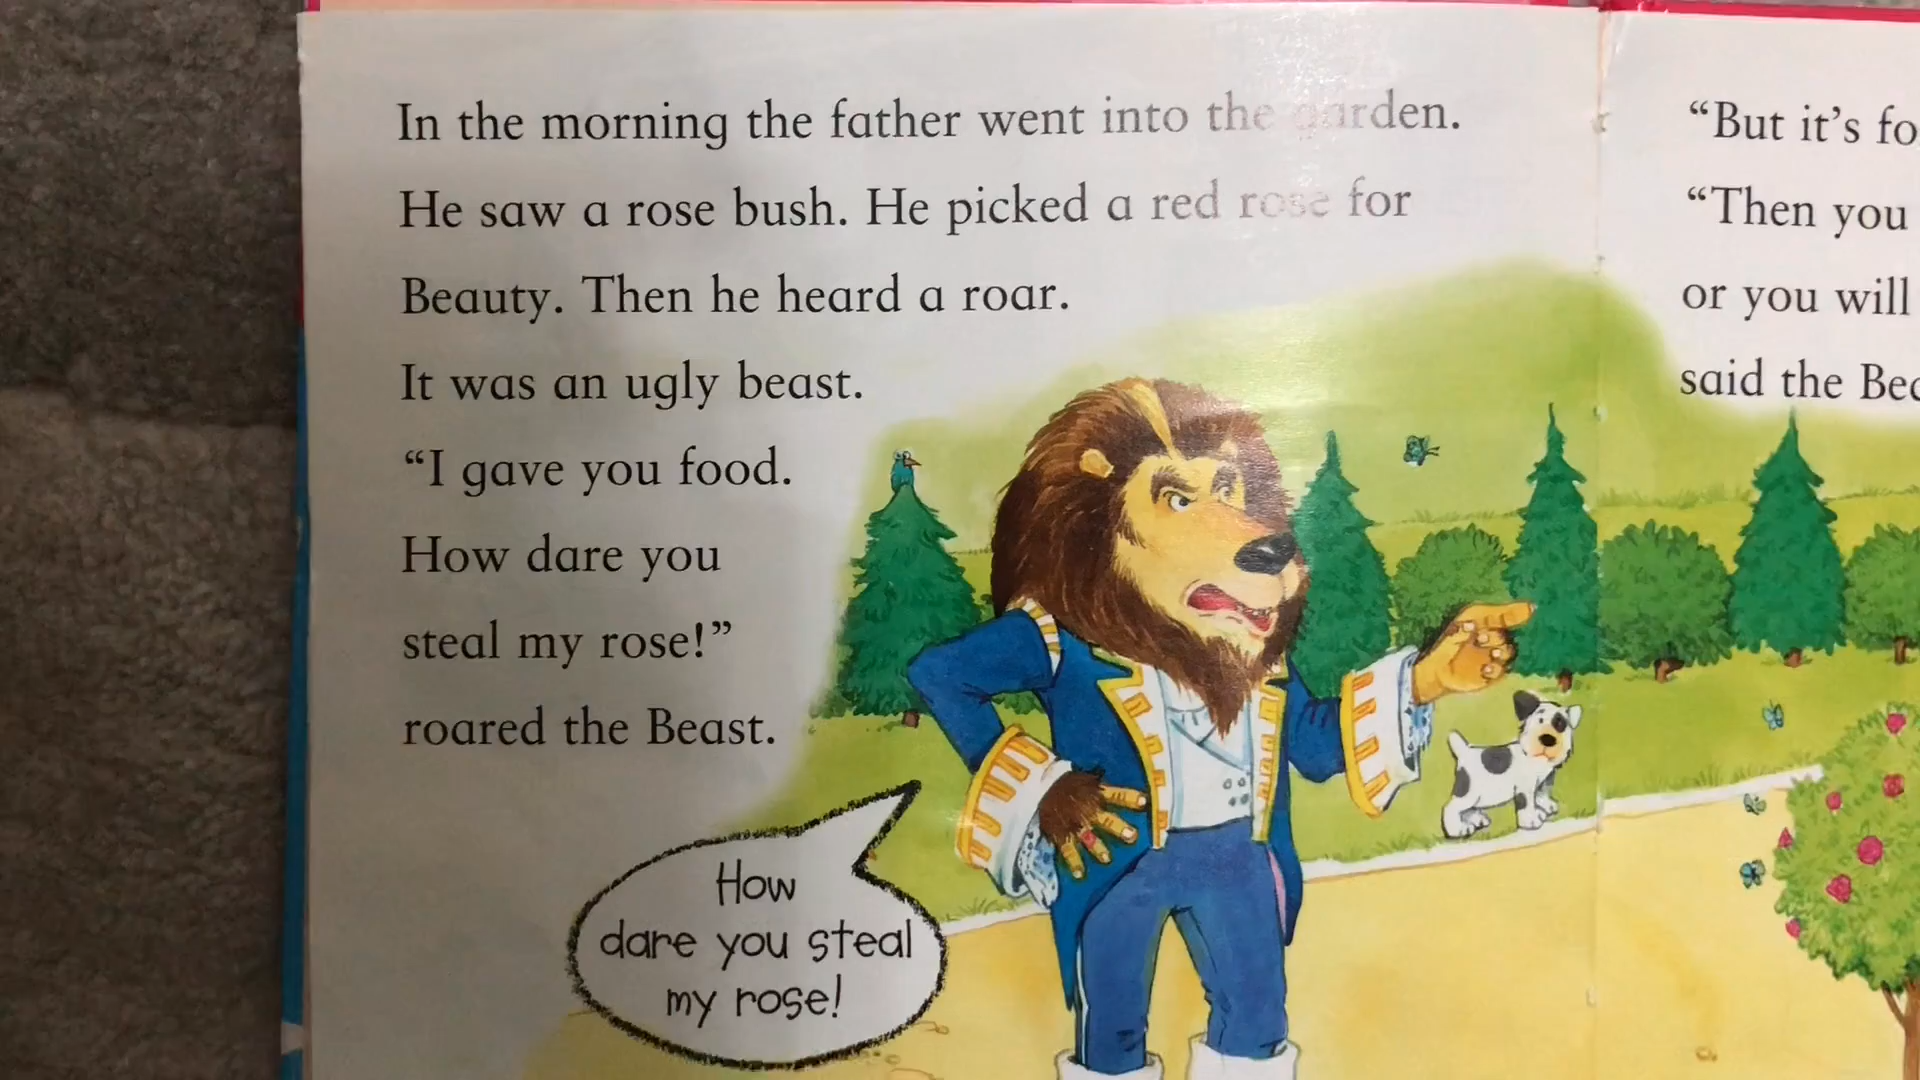 In the morning the father went into the garden.
He saw a rose bush. He picked a red rose for
Beauty. Then he heard a roar.
It was an ugly beast.
“I gave you food.
How dare you
steal my rose!”
roared the Beast.
How
dare you steal
my rose!
“But it’s
“Then you
or you will
said the